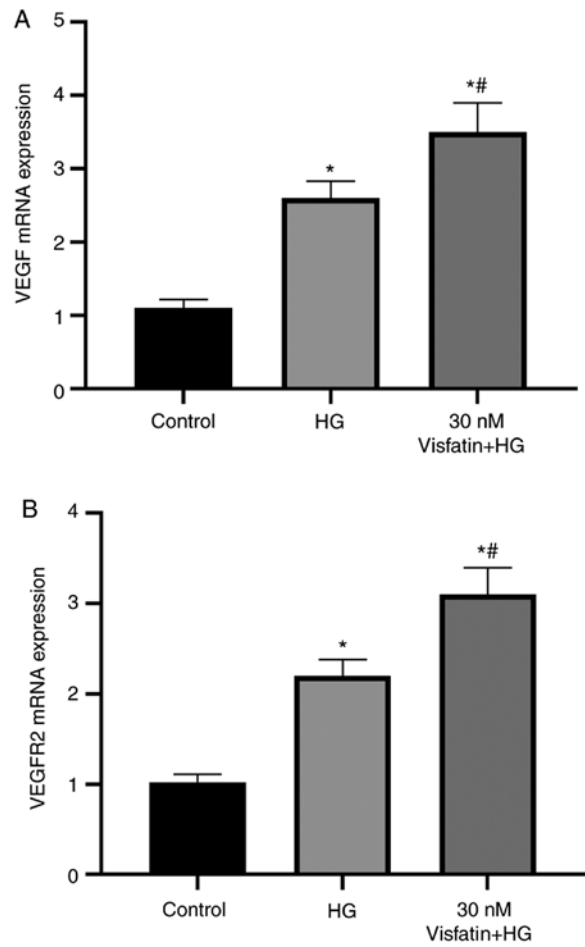 A
5
4
3
2
1
0
VEGF mRNA expression
*
*#
Control
HG
30 nM
Visfatin+HG
B
4
3
2
1
0
VEGFR2 mRNA expression
*
*#
Control
HG
30 nM
Visfatin+HG